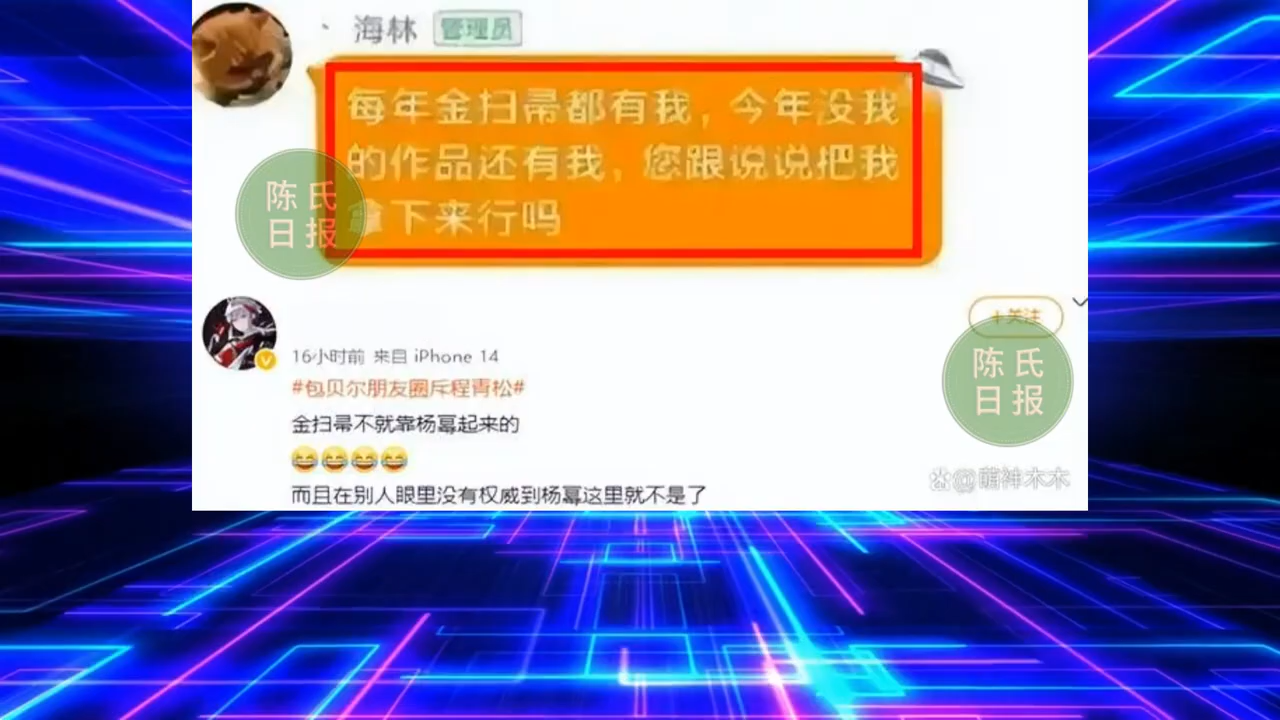 海林 管理员
每年金扫帚都有我，今年没我
的作品还有我，您跟说说把我
拿下来行吗
陈氏
日报
+关注
16小时前 来自 iPhone 14
#包贝尔朋友圈斥程青松#
金扫帚不就靠杨幂起来的
陈氏
日报
@萌神木木
而且在别人眼里没有权威到杨幂这里就不是了